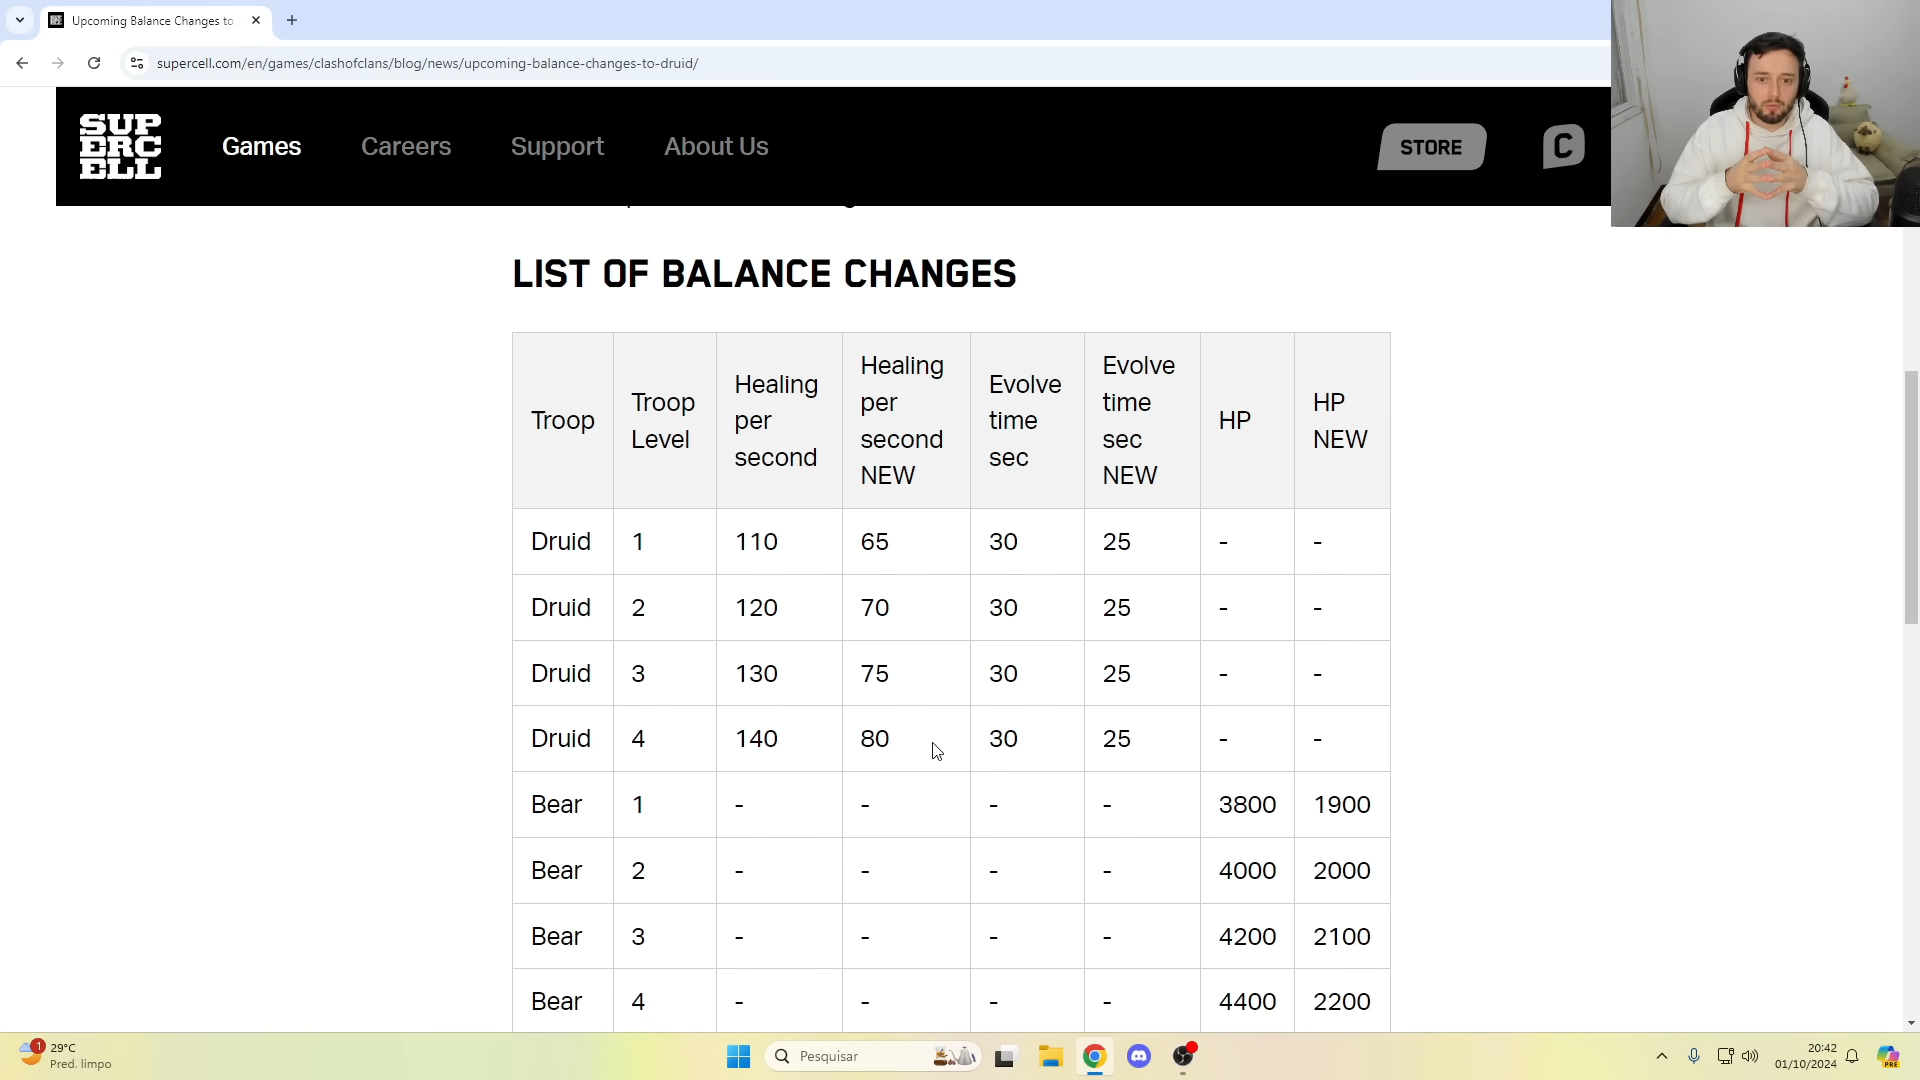 Upcoming Balance Changes to
supercell.com/en/games/clashofclans/blog/news/upcoming-balance-changes-to-druid/
SUP
ERC
ELL
Games Careers Support About Us STORE C
LIST OF BALANCE CHANGES
Troop
Troop
Level
Healing
per
second
Healing
per
second
NEW
Evolve
time
sec
Evolve
time
sec
NEW
HP
HP
NEW
Druid 1 110 65 30 25 - -
Druid 2 120 70 30 25 - -
Druid 3 130 75 30 25 - -
Druid 4 140 80 30 25 - -
Bear 1 - - - - 3800 1900
Bear 2 - - - - 4000 2000
Bear 3 - - - - 4200 2100
Bear 4 - - - - 4400 2200
1
29°C
Pred. limpo
Pesquisar
20:42
01/10/2024
PRE